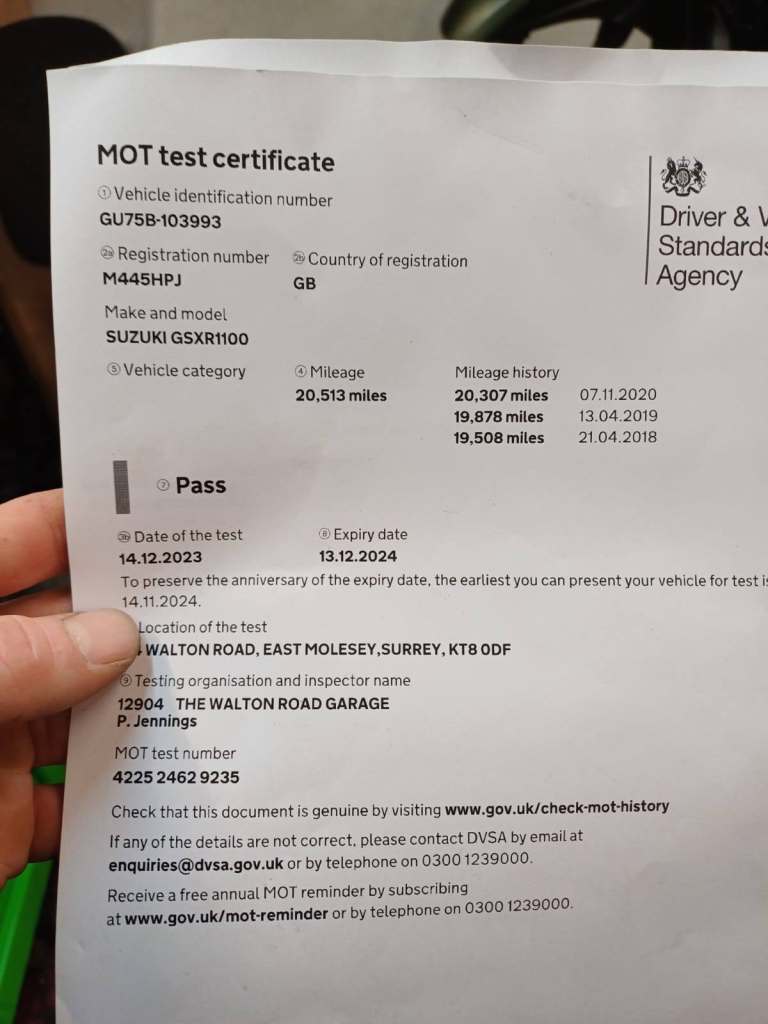 MOT test certificate
① Vehicle identification number
GU75B-103993
Driver &
Standards
Agency
2a Registration number 2b Country of registration
M445HPJ GB
Make and model
SUZUKI GSXR1100
⑤ Vehicle category ④ Mileage Mileage history
20,513 miles 20,307 miles 07.11.2020
19,878 miles 13.04.2019
19,508 miles 21.04.2018
⑦ Pass
3b Date of the test ⑧ Expiry date
14.12.2023 13.12.2024
To preserve the anniversary of the expiry date, the earliest you can present your vehicle for test is
14.11.2024.
Location of the test
WALTON ROAD, EAST MOLESEY,SURREY, KT8 0DF
⑨ Testing organisation and inspector name
12904 THE WALTON ROAD GARAGE
P. Jennings
MOT test number
4225 2462 9235
Check that this document is genuine by visiting www.gov.uk/check-mot-history
If any of the details are not correct, please contact DVSA by email at
enquiries@dvsa.gov.uk or by telephone on 0300 1239000.
Receive a free annual MOT reminder by subscribing
at www.gov.uk/mot-reminder or by telephone on 0300 1239000.